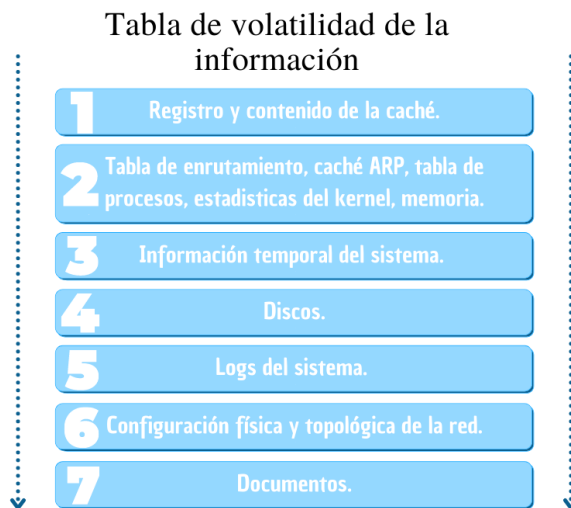 Tabla de volatilidad de la
información
1 Registro y contenido de la caché.
2 Tabla de enrutamiento, caché ARP, tabla de
procesos, estadisticas del kernel, memoria.
3 Información temporal del sistema.
4 Discos.
5 Logs del sistema.
6 Configuración física y topológica de la red.
7 Documentos.